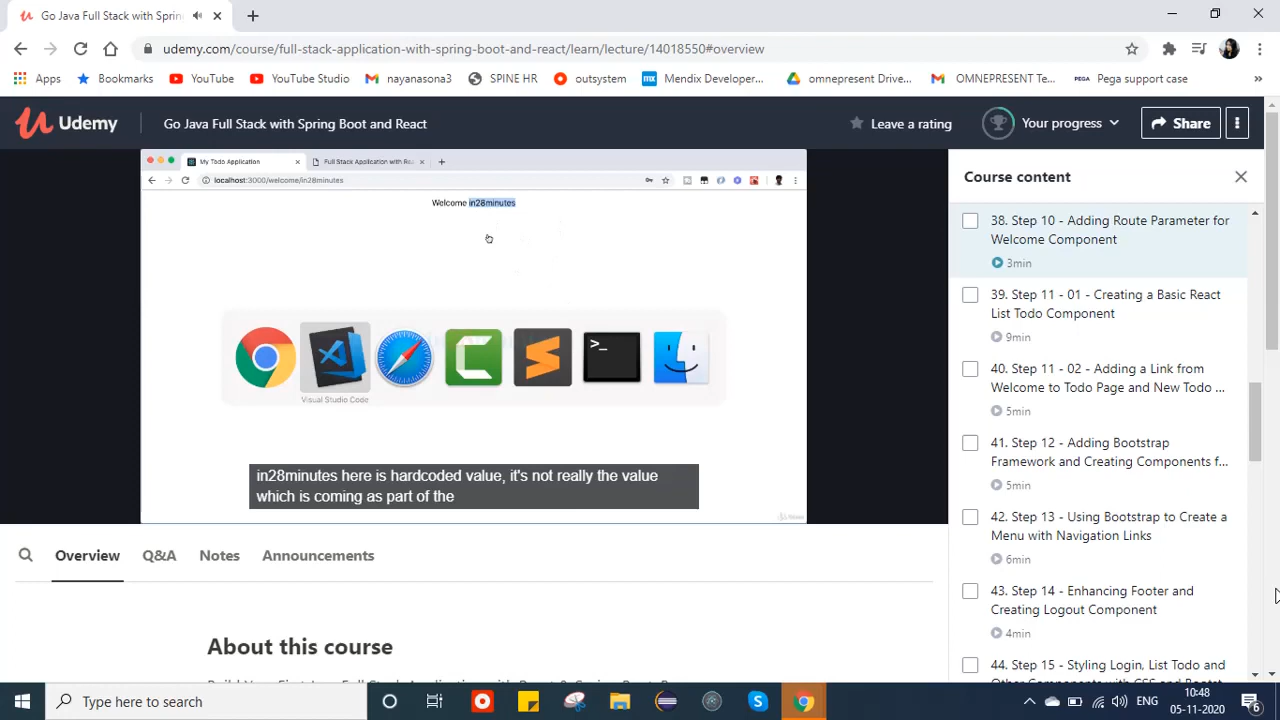 Go Java Full Stack with Sprin
udemy.com/course/full-stack-application-with-spring-boot-and-react/learn/lecture/14018550#overview
Apps Bookmarks YouTube YouTube Studio nayanasona3 SPINE HR outsystem Mendix Developer... omnepresent Drive... OMNEPRESENT Te... Pega support case »
Udemy Go Java Full Stack with Spring Boot and React Leave a rating Your progress Share
My Todo Application Full Stack Application with Rea
localhost:3000/welcome/in28minutes
Welcome in28minutes
Visual Studio Code
in28minutes here is hardcoded value, it's not really the value
which is coming as part of the
Course content
38. Step 10 - Adding Route Parameter for
Welcome Component
3min
39. Step 11 - 01 - Creating a Basic React
List Todo Component
9min
40. Step 11 - 02 - Adding a Link from
Welcome to Todo Page and New Todo ...
5min
41. Step 12 - Adding Bootstrap
Framework and Creating Components f...
5min
42. Step 13 - Using Bootstrap to Create a
Menu with Navigation Links
6min
43. Step 14 - Enhancing Footer and
Creating Logout Component
4min
44. Step 15 - Styling Login, List Todo and
Overview Q&A Notes Announcements
About this course
Type here to search
ENG
10:48
05-11-2020
6